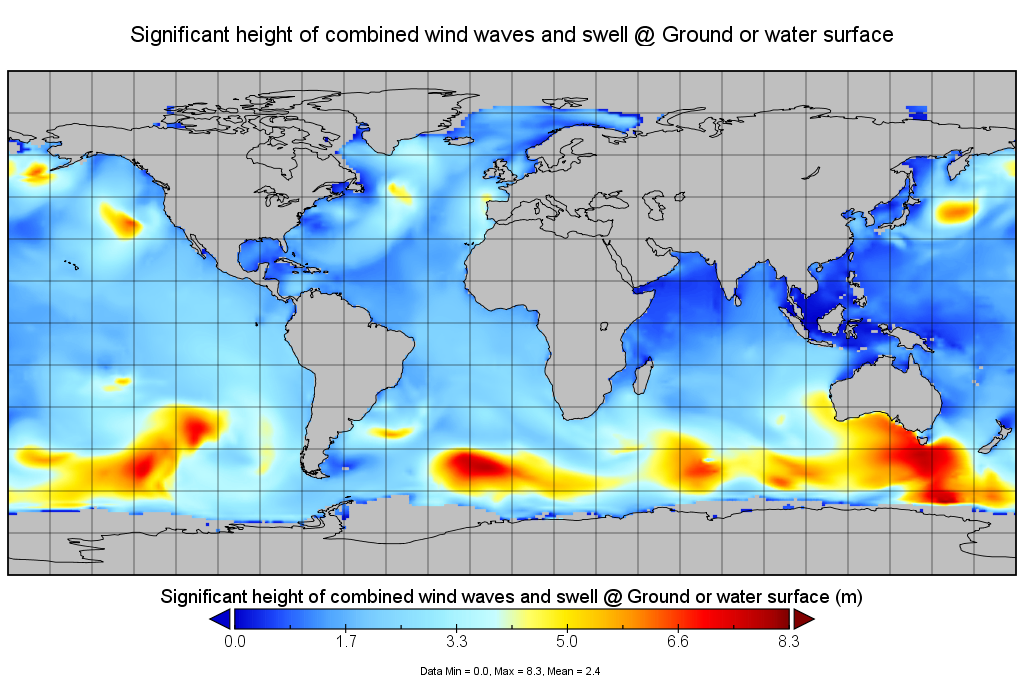 Significant height of combined wind waves and swell @ Ground or water surface
Significant height of combined wind waves and swell @ Ground or water surface (m)
0.0 1.7 3.3 5.0 6.6 8.3
Data Min = 0.0, Max = 8.3, Mean = 2.4